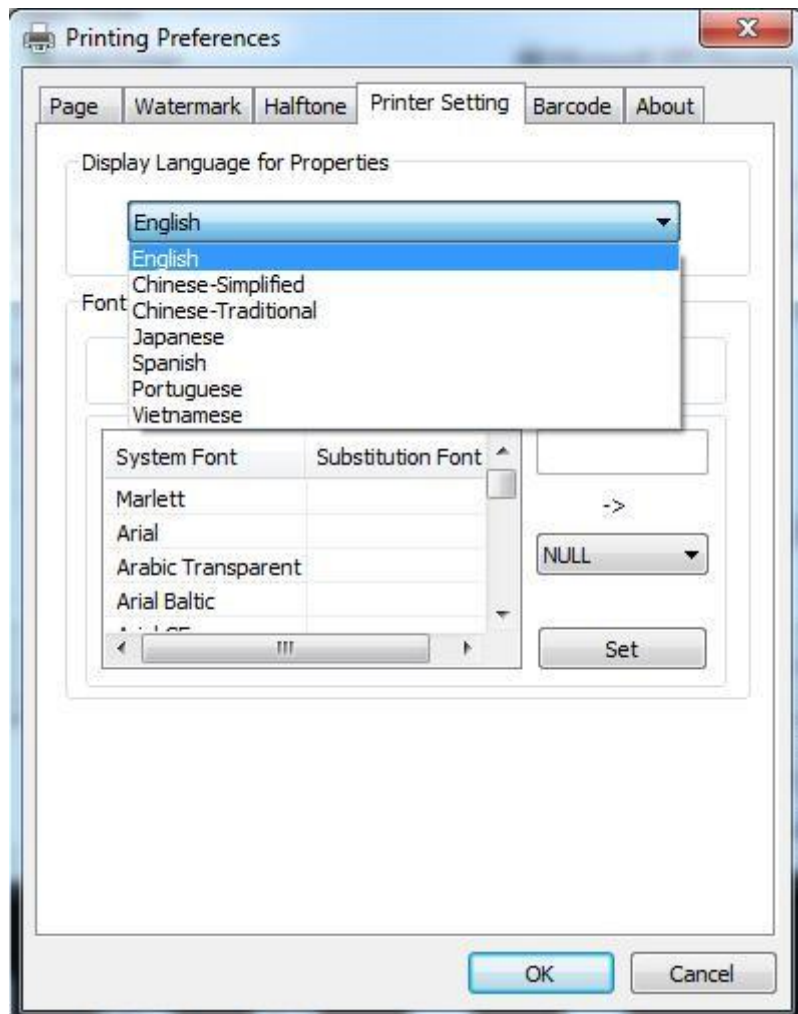 Printing Preferences
Page Watermark Halftone Printer Setting Barcode About
Display Language for Properties
English
English
Chinese-Simplified
Chinese-Traditional
Japanese
Spanish
Portuguese
Vietnamese
Font
System Font Substitution Font
Marlett
Arial
Arabic Transparent
Arial Baltic
->
NULL
Set
OK Cancel